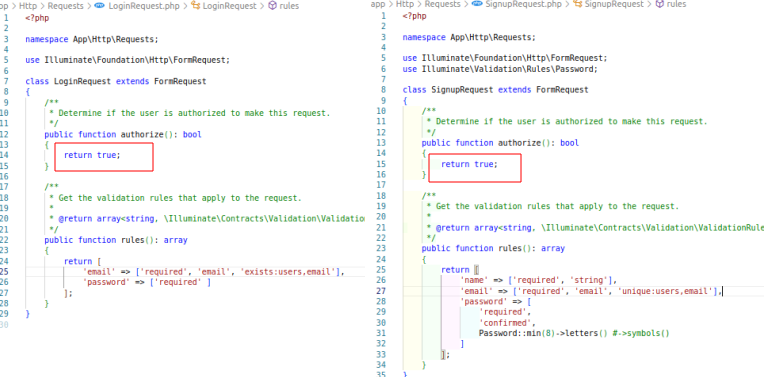 pp > Http > Requests > LoginRequest.php > LoginRequest > rules
1 <?php
2
3 namespace App\Http\Requests;
4
5 use Illuminate\Foundation\Http\FormRequest;
6
7 class LoginRequest extends FormRequest
8 {
9 /**
10 * Determine if the user is authorized to make this request.
11 */
12 public function authorize(): bool
13 {
14 return true;
15 }
16
17 /**
18 * Get the validation rules that apply to the request.
19 *
20 * @return array<string, \Illuminate\Contracts\Validation\Validation
21 */
22 public function rules(): array
23 {
24 return [
25 'email' => ['required', 'email', 'exists:users,email'],
26 'password' => ['required' ]
27 ];
28 }
29 }
30
app > Http > Requests > SignupRequest.php > SignupRequest > rules
1 <?php
2
3 namespace App\Http\Requests;
4
5 use Illuminate\Foundation\Http\FormRequest;
6 use Illuminate\Validation\Rules\Password;
7
8 class SignupRequest extends FormRequest
9 {
10 /**
11 * Determine if the user is authorized to make this request.
12 */
13 public function authorize(): bool
14 {
15 return true;
16 }
17
18 /**
19 * Get the validation rules that apply to the request.
20 *
21 * @return array<string, \Illuminate\Contracts\Validation\ValidationRule
22 */
23 public function rules(): array
24 {
25 return [
26 'name' => ['required', 'string'],
27 'email' => ['required', 'email', 'unique:users,email'],
28 'password' => [
29 'required',
30 'confirmed',
31 Password::min(8)->letters() #->symbols()
32 ]
33 ];
34 }
35 }